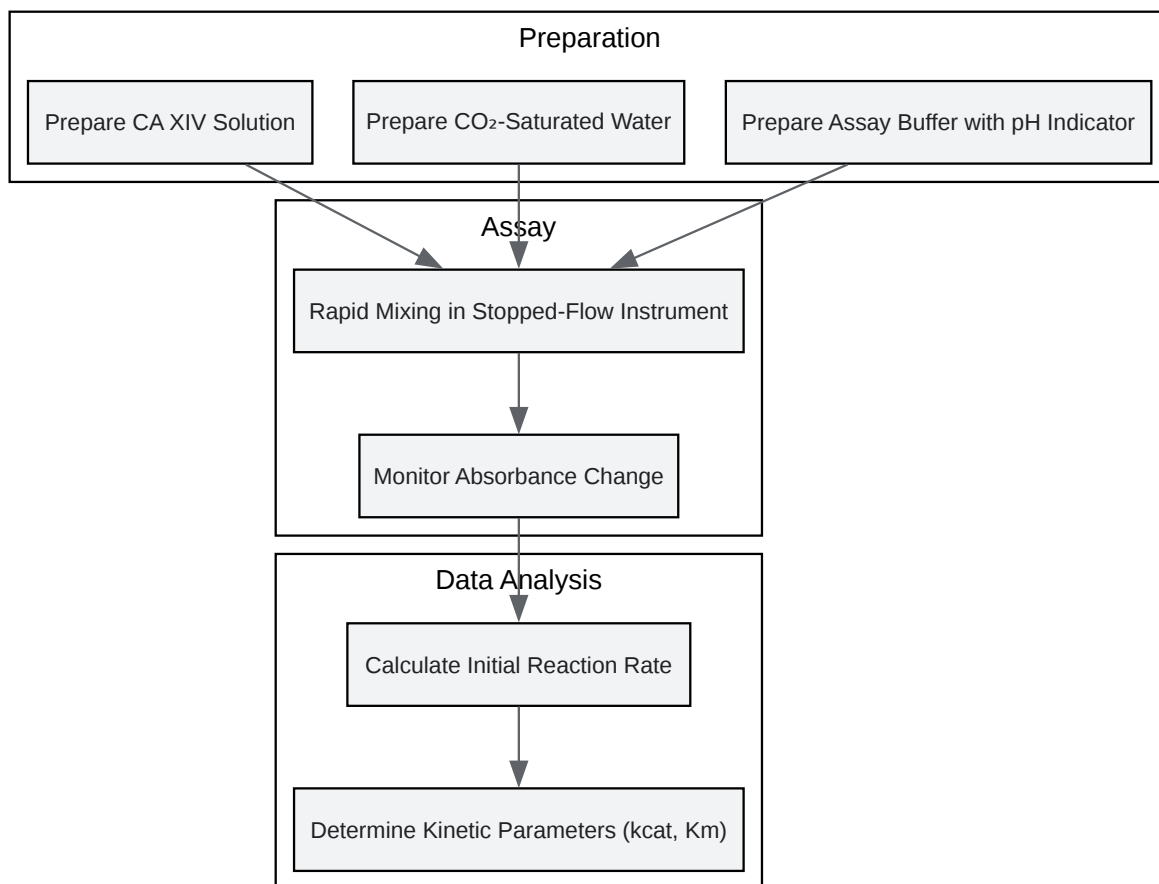 Preparation
Prepare CA XIV Solution
Prepare CO₂-Saturated Water
Prepare Assay Buffer with pH Indicator
Assay
Rapid Mixing in Stopped-Flow Instrument
Monitor Absorbance Change
Data Analysis
Calculate Initial Reaction Rate
Determine Kinetic Parameters (kcat, Km)